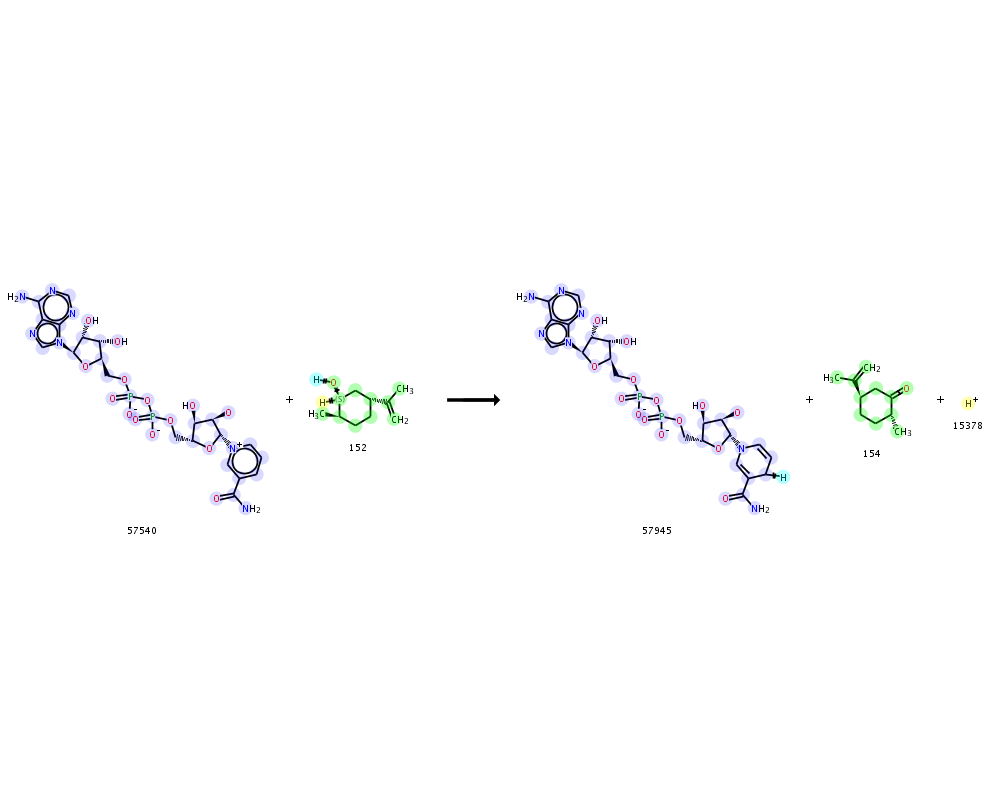 H₂N N N N N OH OH O O P O O⁻ O O P O⁻ O HO O O N⁺ O NH₂
57540
+
H O H (S) H₃C CH₃ CH₂
152
H₂N N N N N OH OH O O P O O⁻ O O P O⁻ O HO O O N H O NH₂
57945
+
H₃C CH₂ O CH₃
154
+
H⁺
15378